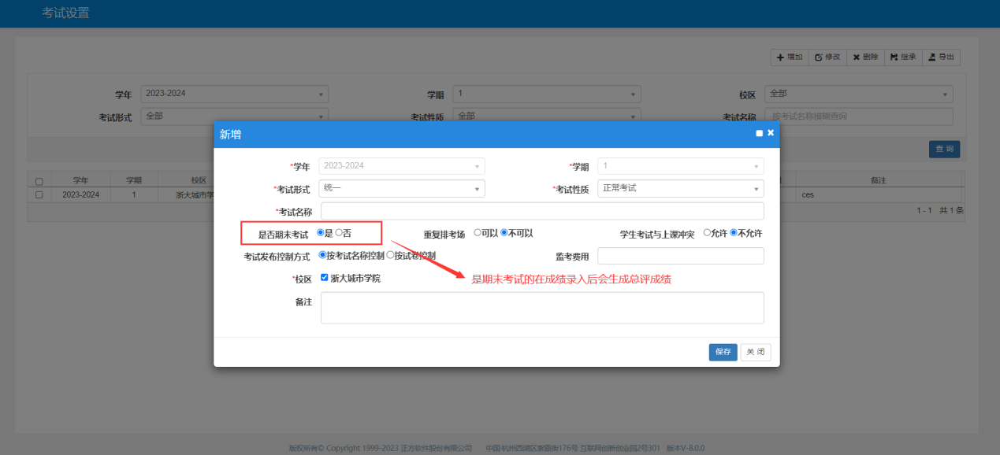 考试设置
增加 修改 删除 继承 导出
学年 2023-2024 学期 1 校区 全部
考试形式 全部 考试性质 全部 考试名称 按考试名称模糊查询
新增
查 询
*学年 2023-2024 *学期 1
学年 学期 校区 备注
*考试形式 统一 *考试性质 正常考试
2023-2024 1 浙大城市学 ces
*考试名称
1 - 1 共 1 条
是否期末考试 是 否 重复排考场 可以 不可以 学生考试与上课冲突 允许 不允许
考试发布控制方式 按考试名称控制 按试卷控制 监考费用
*校区 浙大城市学院 是期末考试的在成绩录入后会生成总评成绩
备注
保存 关 闭
版权所有© Copyright 1999-2023 正方软件股份有限公司 中国·杭州西湖区紫霞街176号 互联网创新创业园2号301 版本V-8.0.0